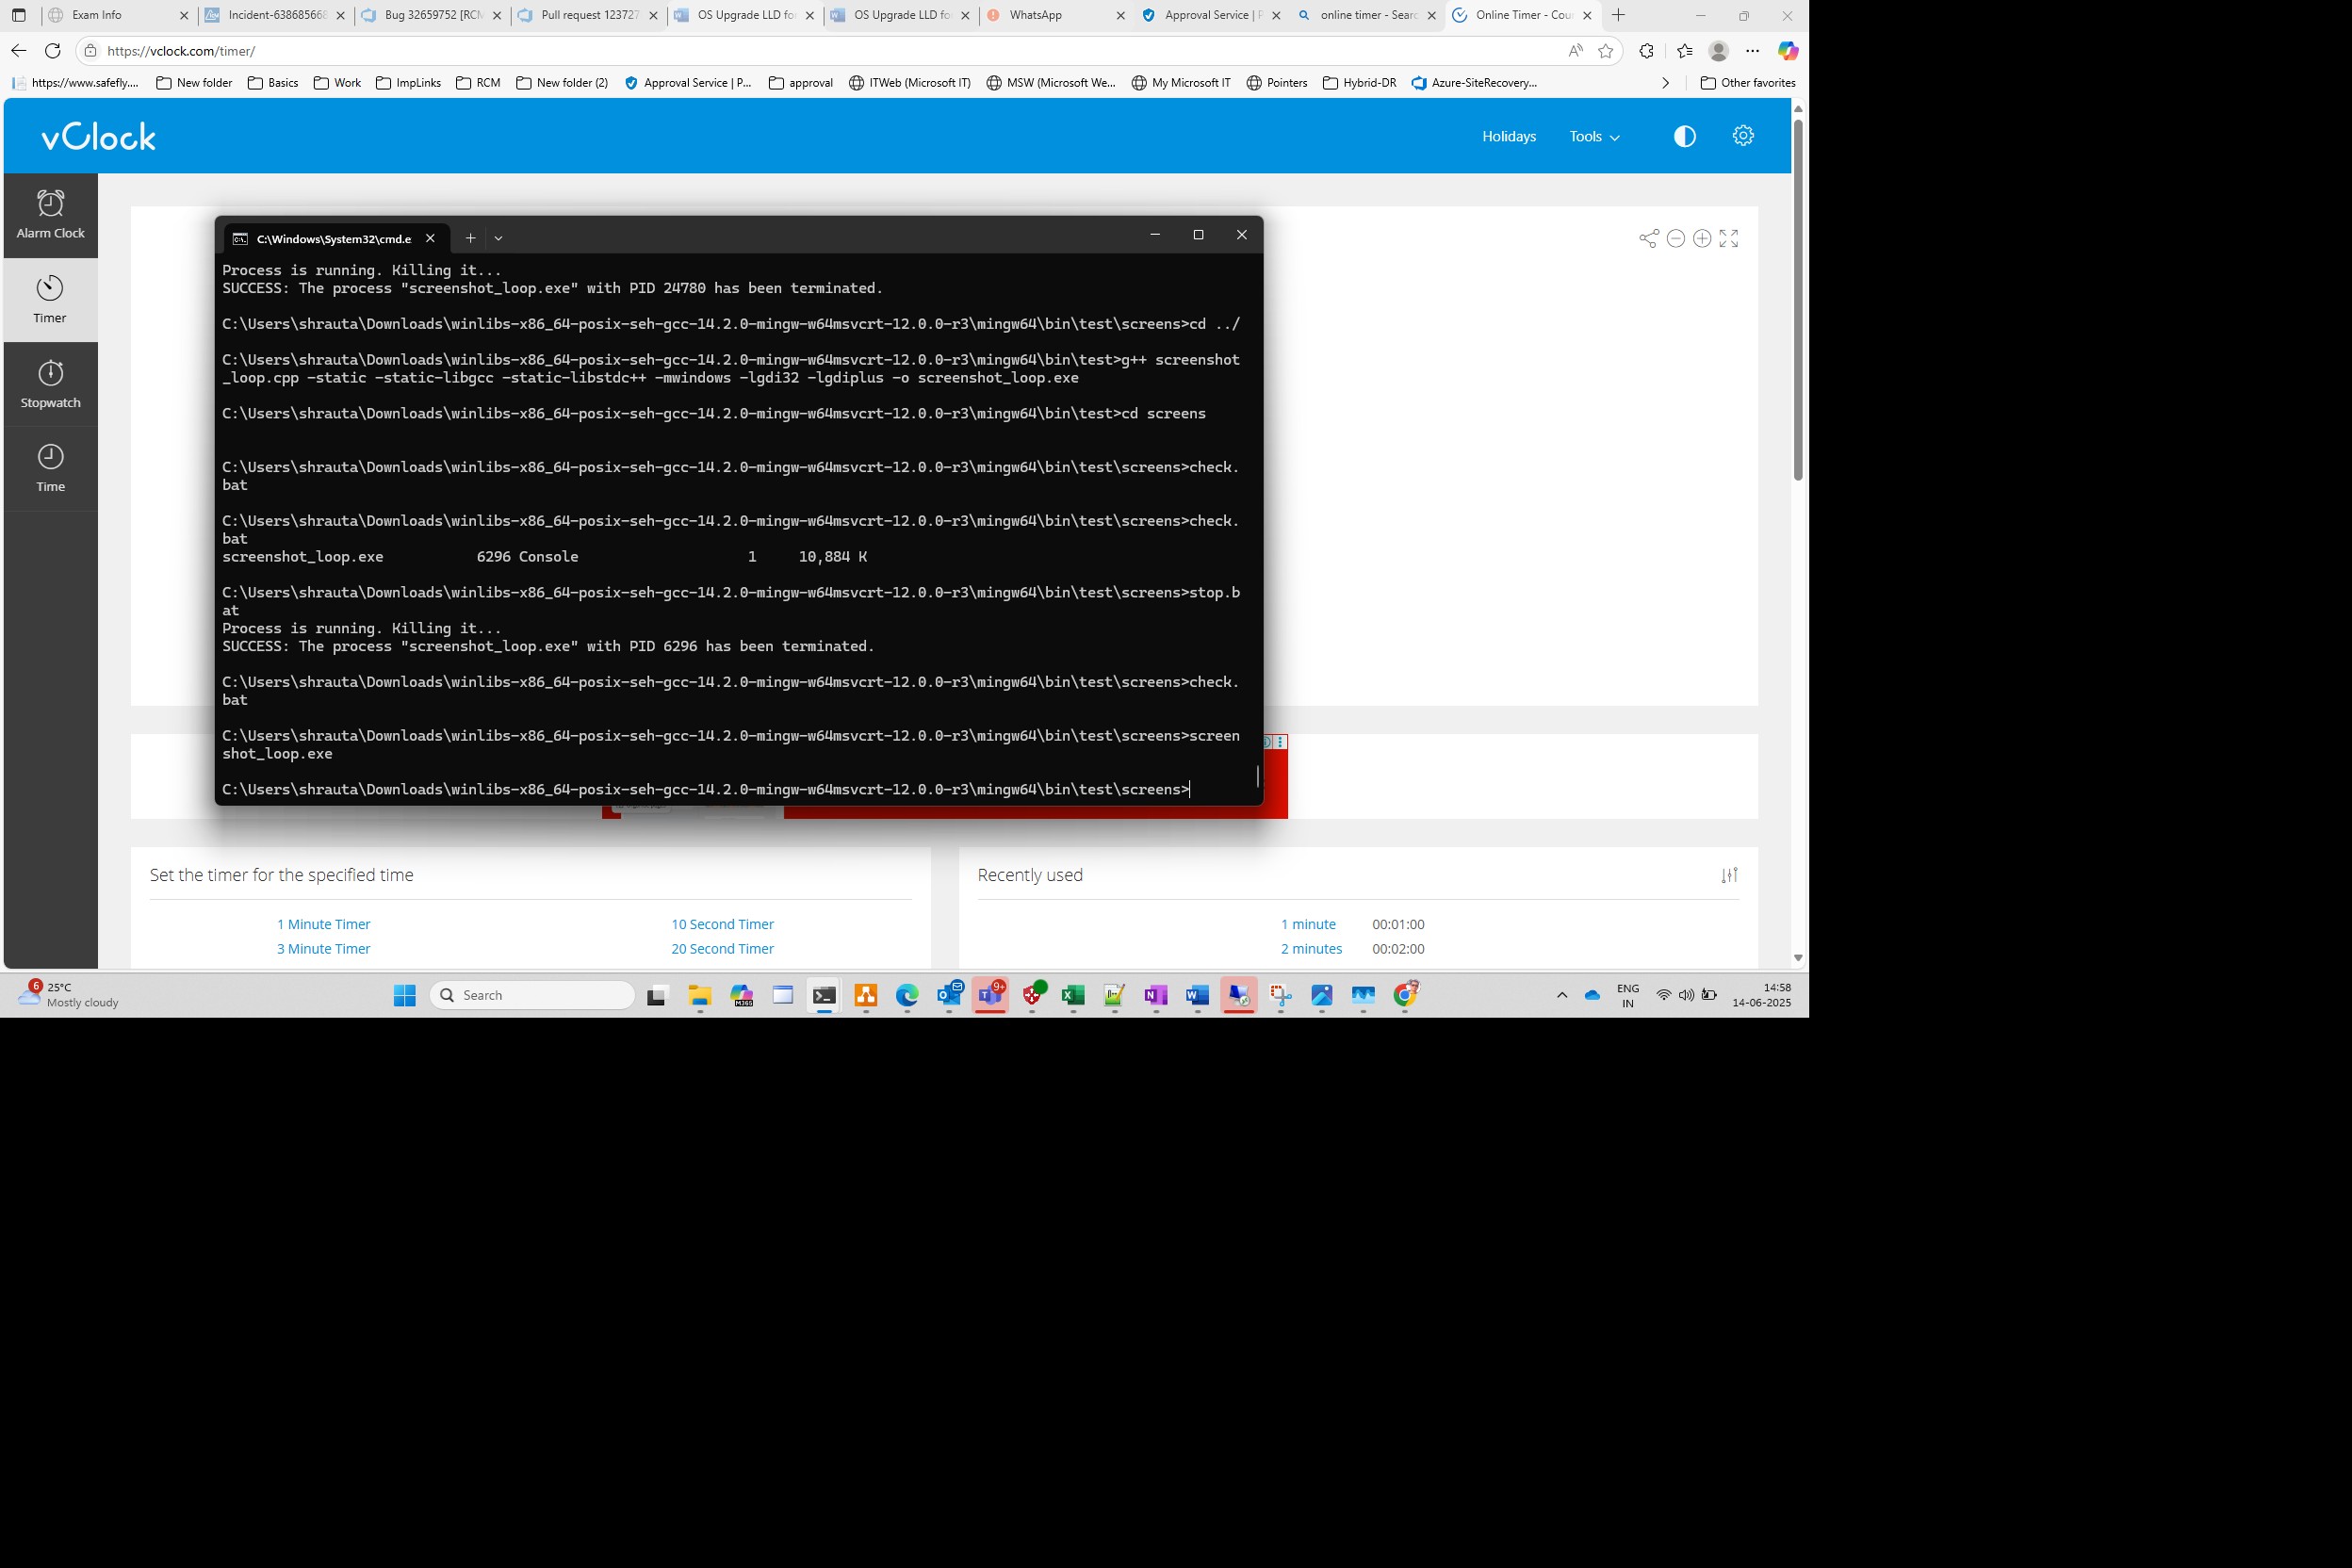 Exam Info
Incident-638685668
Bug 32659752 [RCM
Pull request 123727
OS Upgrade LLD fo
OS Upgrade LLD fo
WhatsApp
Approval Service | P
online timer - Searc
Online Timer - Cou
https://vclock.com/timer/
https://www.safefly....
New folder
Basics
Work
ImpLinks
RCM
New folder (2)
Approval Service | P...
approval
ITWeb (Microsoft IT)
MSW (Microsoft We...
My Microsoft IT
Pointers
Hybrid-DR
Azure-SiteRecovery...
Other favorites
vClock
Holidays
Tools
Alarm Clock
Timer
Stopwatch
Time
C:\Windows\System32\cmd.e
Process is running. Killing it...
SUCCESS: The process "screenshot_loop.exe" with PID 24780 has been terminated.
C:\Users\shrauta\Downloads\winlibs-x86_64-posix-seh-gcc-14.2.0-mingw-w64msvcrt-12.0.0-r3\mingw64\bin\test\screens>cd ../
C:\Users\shrauta\Downloads\winlibs-x86_64-posix-seh-gcc-14.2.0-mingw-w64msvcrt-12.0.0-r3\mingw64\bin\test>g++ screenshot
_loop.cpp -static -static-libgcc -static-libstdc++ -mwindows -lgdi32 -lgdiplus -o screenshot_loop.exe
C:\Users\shrauta\Downloads\winlibs-x86_64-posix-seh-gcc-14.2.0-mingw-w64msvcrt-12.0.0-r3\mingw64\bin\test>cd screens
C:\Users\shrauta\Downloads\winlibs-x86_64-posix-seh-gcc-14.2.0-mingw-w64msvcrt-12.0.0-r3\mingw64\bin\test\screens>check.
bat
C:\Users\shrauta\Downloads\winlibs-x86_64-posix-seh-gcc-14.2.0-mingw-w64msvcrt-12.0.0-r3\mingw64\bin\test\screens>check.
bat
screenshot_loop.exe 6296 Console 1 10,884 K
C:\Users\shrauta\Downloads\winlibs-x86_64-posix-seh-gcc-14.2.0-mingw-w64msvcrt-12.0.0-r3\mingw64\bin\test\screens>stop.b
at
Process is running. Killing it...
SUCCESS: The process "screenshot_loop.exe" with PID 6296 has been terminated.
C:\Users\shrauta\Downloads\winlibs-x86_64-posix-seh-gcc-14.2.0-mingw-w64msvcrt-12.0.0-r3\mingw64\bin\test\screens>check.
bat
C:\Users\shrauta\Downloads\winlibs-x86_64-posix-seh-gcc-14.2.0-mingw-w64msvcrt-12.0.0-r3\mingw64\bin\test\screens>screen
shot_loop.exe
C:\Users\shrauta\Downloads\winlibs-x86_64-posix-seh-gcc-14.2.0-mingw-w64msvcrt-12.0.0-r3\mingw64\bin\test\screens>
Set the timer for the specified time
1 Minute Timer
10 Second Timer
3 Minute Timer
20 Second Timer
Recently used
1 minute 00:01:00
2 minutes 00:02:00
6
25°C
Mostly cloudy
Search
M365
9+
ENG
IN
14:58
14-06-2025